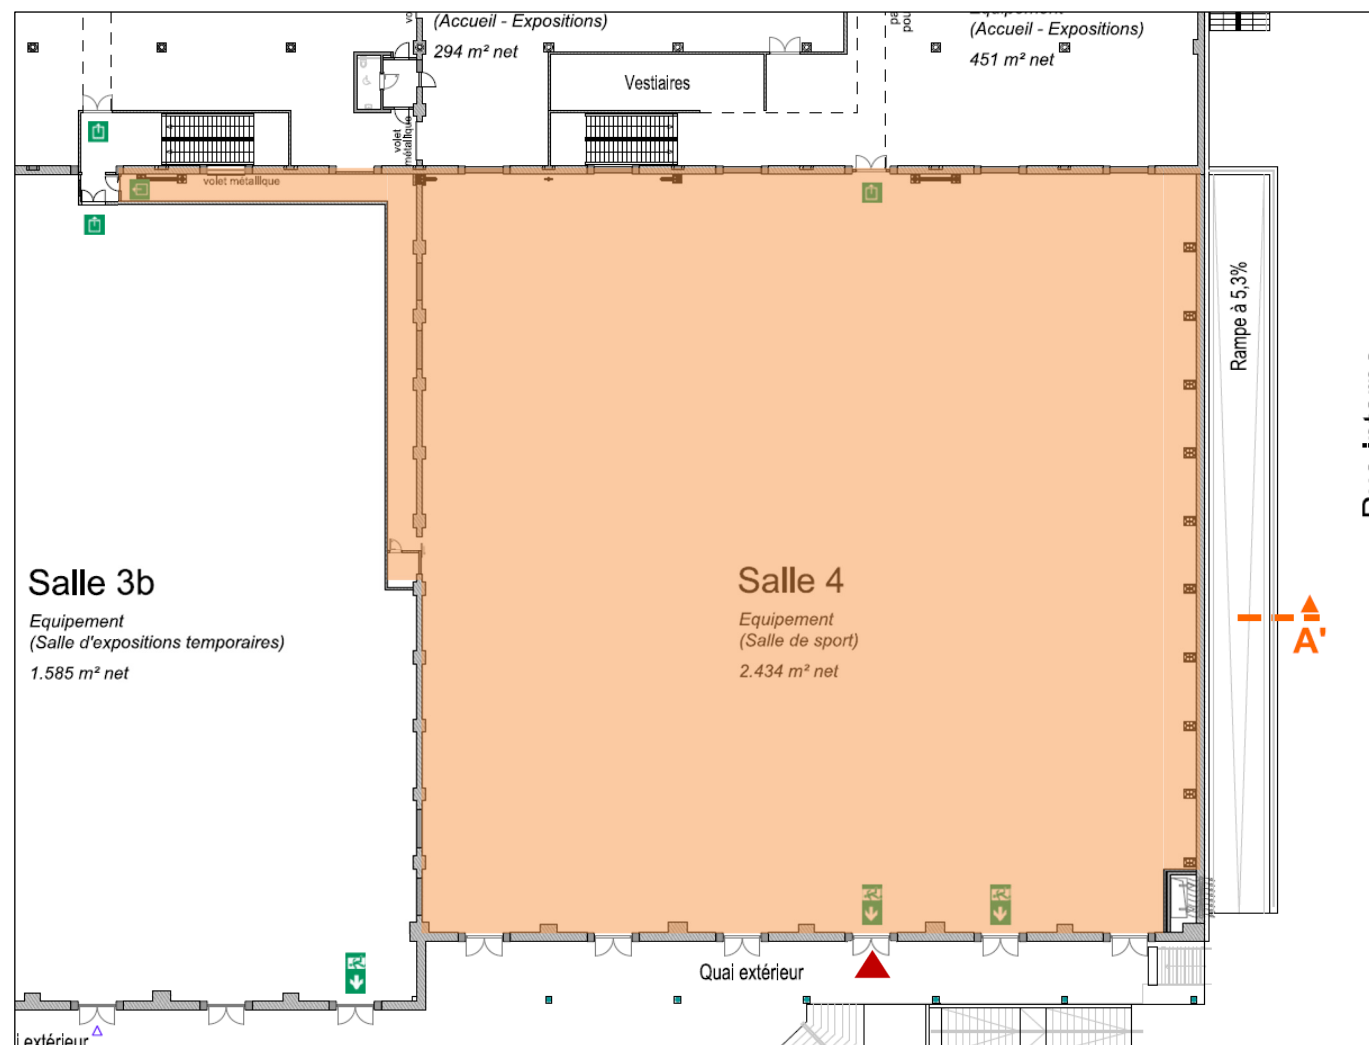 (Accueil - Expositions)
294 m² net
(Accueil - Expositions)
451 m² net
Vestiaires
volet
métallique
volet métallique
Rampe à 5,3%
Salle 3b
Equipement
(Salle d'expositions temporaires)
1.585 m² net
Salle 4
Equipement
(Salle de sport)
2.434 m² net
A'
Quai extérieur
extérieur